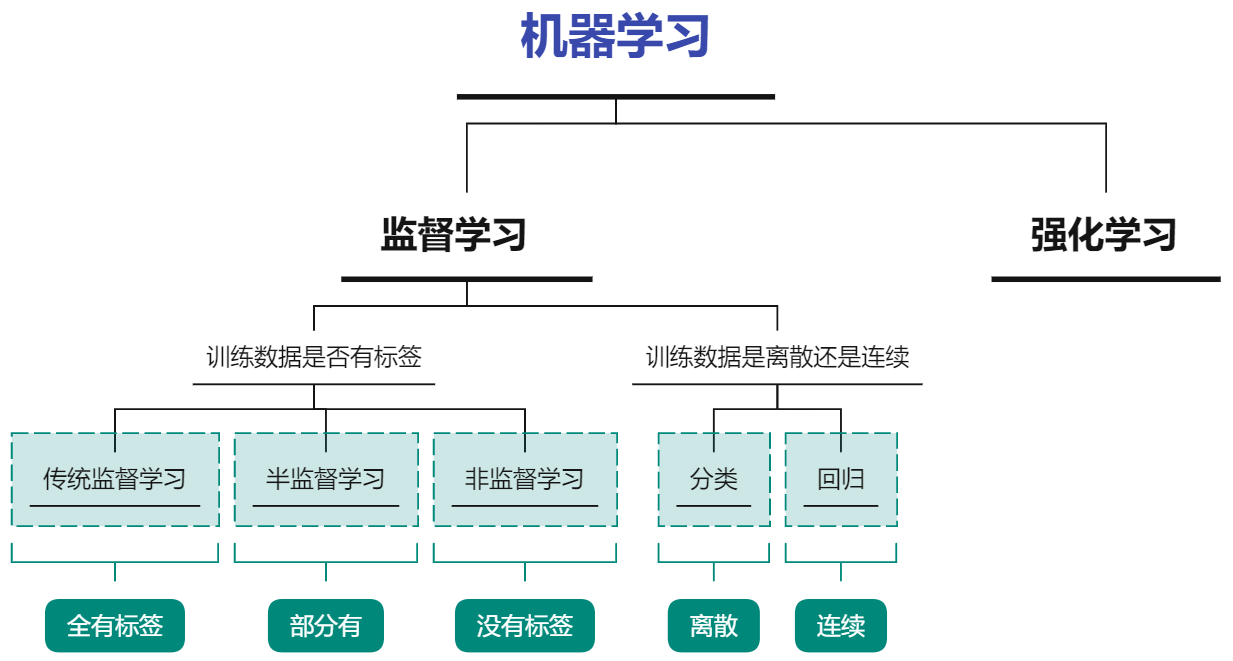 机器学习
监督学习
强化学习
训练数据是否有标签
训练数据是离散还是连续
传统监督学习
半监督学习
非监督学习
分类
回归
全有标签
部分有
没有标签
离散
连续